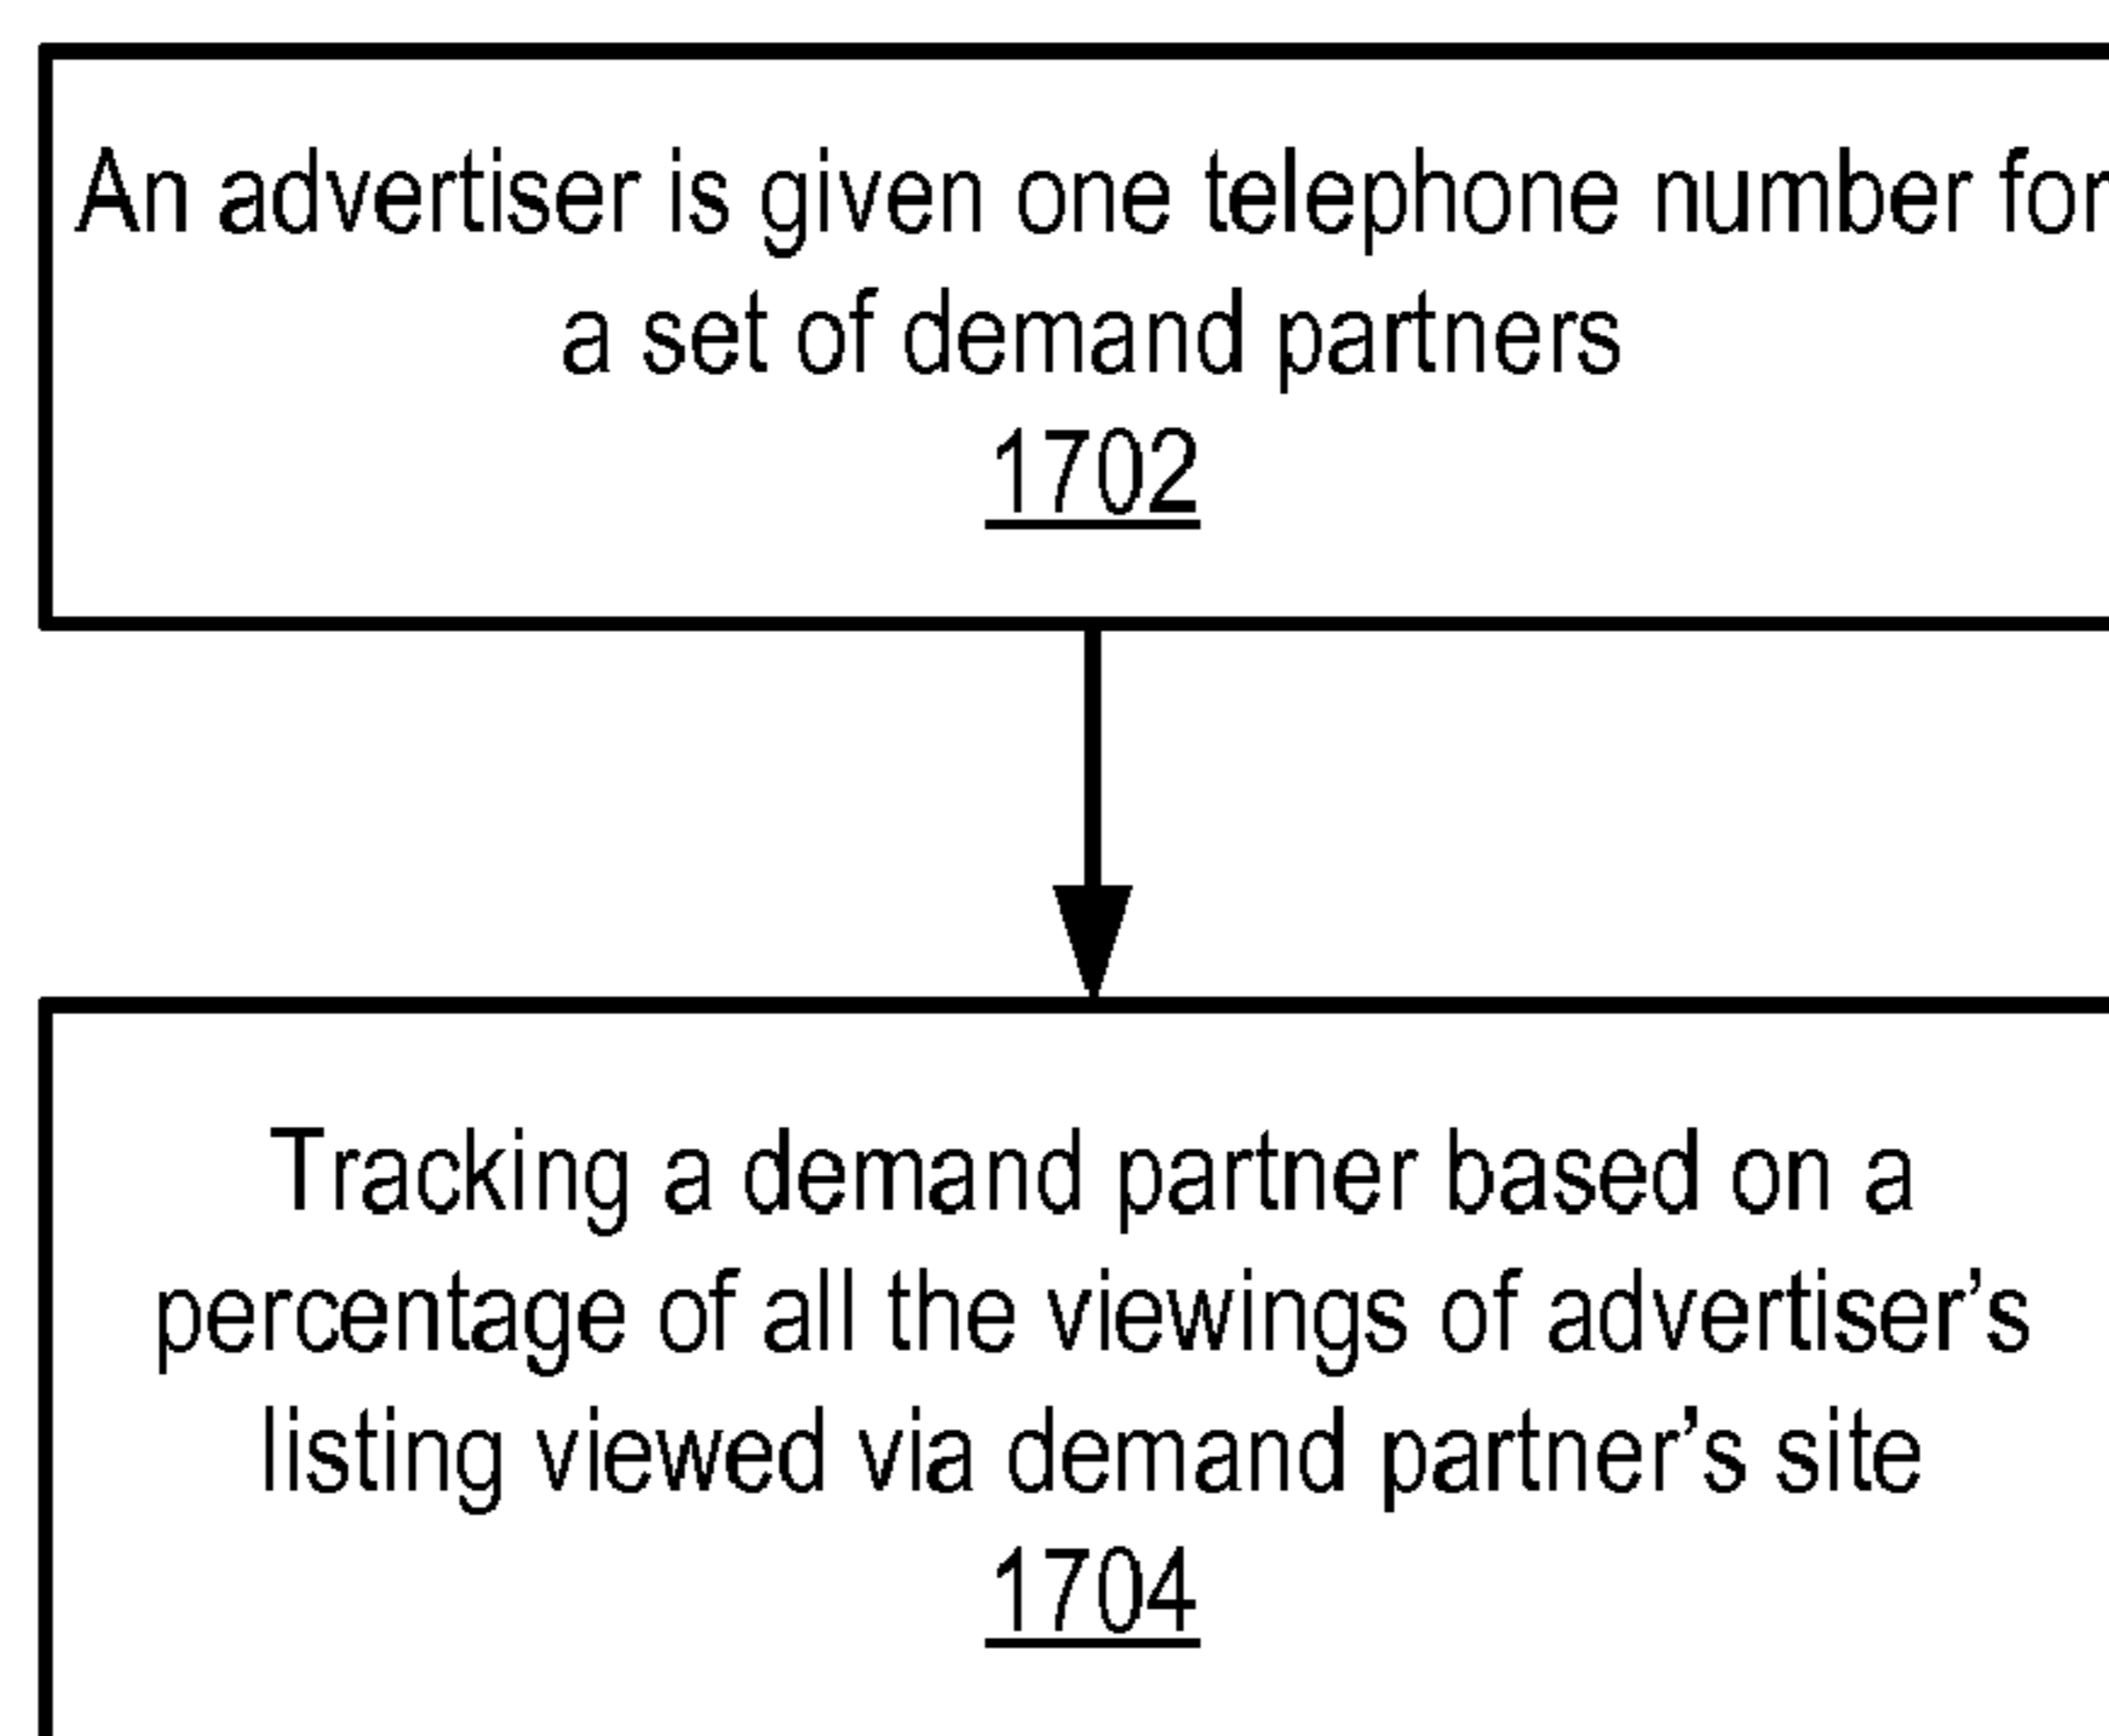 An advertiser is given one telephone number for
a set of demand partners
1702
Tracking a demand partner based on a
percentage of all the viewings of advertiser’s
listing viewed via demand partner’s site
1704